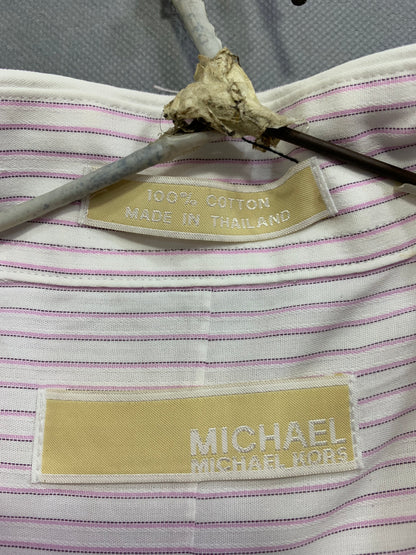 100% COTTON
MADE IN THAILAND
MICHAEL
MICHAEL KORS